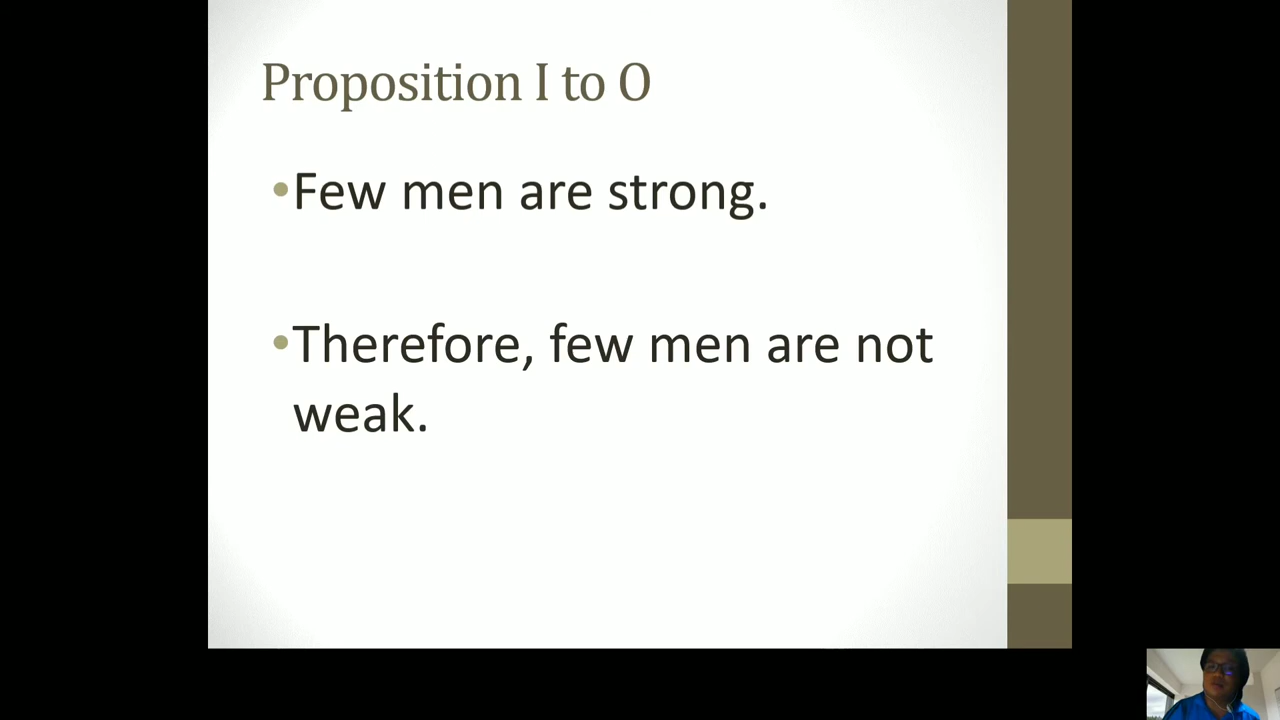 Proposition I to O
•Few men are strong.
•Therefore, few men are not
weak.